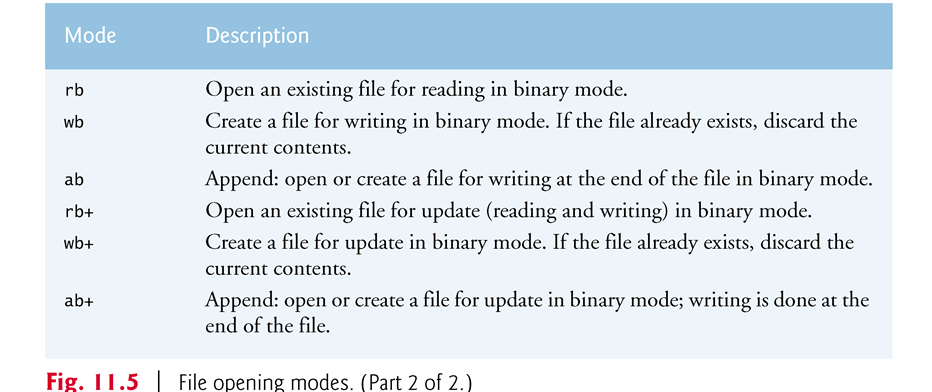 Mode Description
rb Open an existing file for reading in binary mode.
wb Create a file for writing in binary mode. If the file already exists, discard the
current contents.
ab Append: open or create a file for writing at the end of the file in binary mode.
rb+ Open an existing file for update (reading and writing) in binary mode.
wb+ Create a file for update in binary mode. If the file already exists, discard the
current contents.
ab+ Append: open or create a file for update in binary mode; writing is done at the
end of the file.
Fig. 11.5 | File opening modes. (Part 2 of 2.)